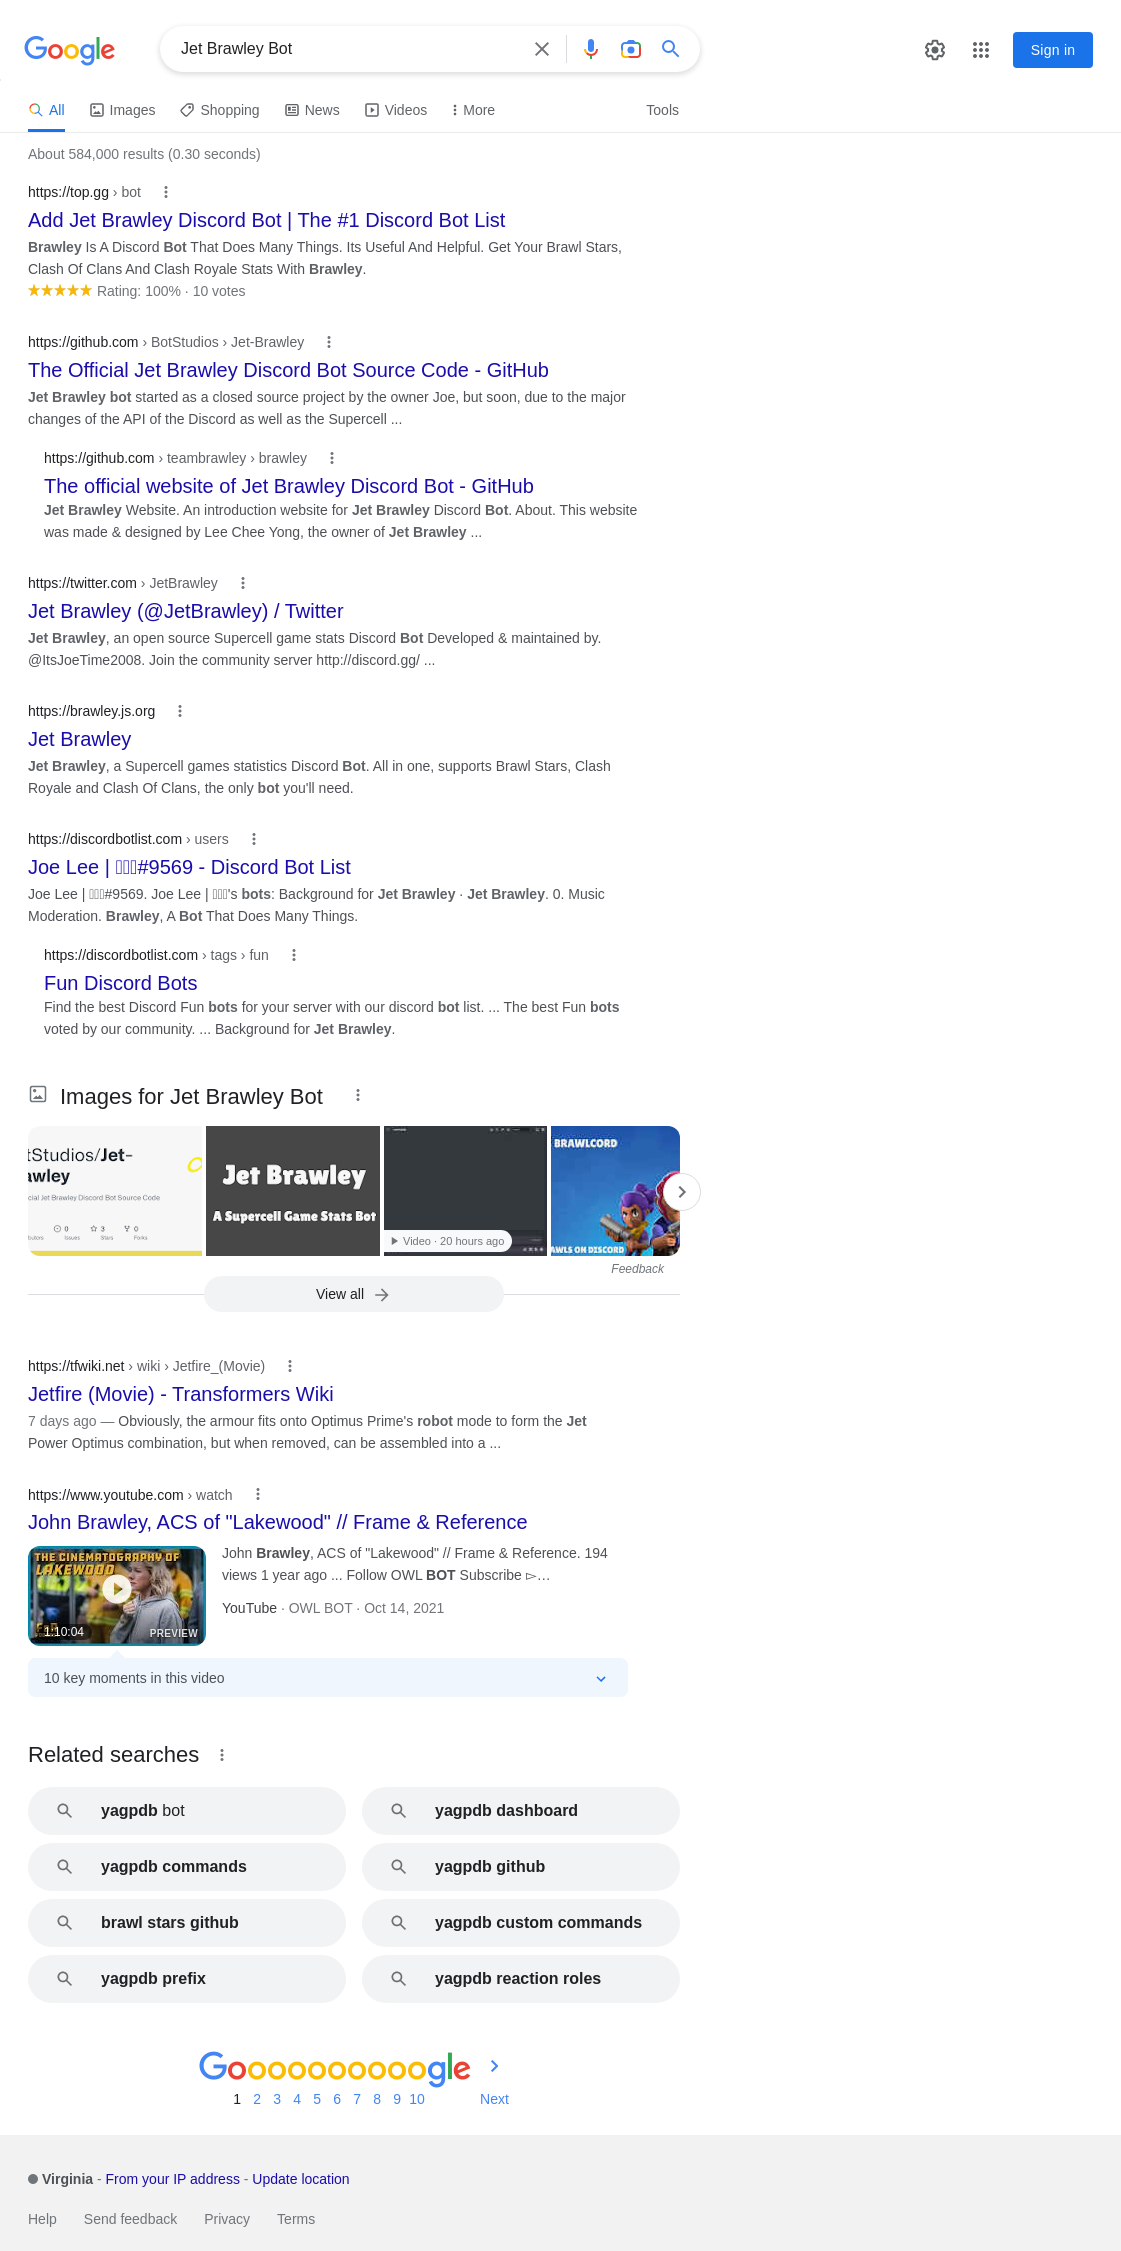 Google
Jet Brawley Bot
Sign in
All Images Shopping News Videos More Tools
About 584,000 results (0.30 seconds)
https://top.gg › bot
Add Jet Brawley Discord Bot | The #1 Discord Bot List
Brawley Is A Discord Bot That Does Many Things. Its Useful And Helpful. Get Your Brawl Stars,
Clash Of Clans And Clash Royale Stats With Brawley.
Rating: 100% · 10 votes
https://github.com › BotStudios › Jet-Brawley
The Official Jet Brawley Discord Bot Source Code - GitHub
Jet Brawley bot started as a closed source project by the owner Joe, but soon, due to the major
changes of the API of the Discord as well as the Supercell ...
https://github.com › teambrawley › brawley
The official website of Jet Brawley Discord Bot - GitHub
Jet Brawley Website. An introduction website for Jet Brawley Discord Bot. About. This website
was made & designed by Lee Chee Yong, the owner of Jet Brawley ...
https://twitter.com › JetBrawley
Jet Brawley (@JetBrawley) / Twitter
Jet Brawley, an open source Supercell game stats Discord Bot Developed & maintained by.
@ItsJoeTime2008. Join the community server http://discord.gg/ ...
https://brawley.js.org
Jet Brawley
Jet Brawley, a Supercell games statistics Discord Bot. All in one, supports Brawl Stars, Clash
Royale and Clash Of Clans, the only bot you'll need.
https://discordbotlist.com › users
Joe Lee | #9569 - Discord Bot List
Joe Lee | #9569. Joe Lee | 's bots: Background for Jet Brawley · Jet Brawley. 0. Music
Moderation. Brawley, A Bot That Does Many Things.
https://discordbotlist.com › tags › fun
Fun Discord Bots
Find the best Discord Fun bots for your server with our discord bot list. ... The best Fun bots
voted by our community. ... Background for Jet Brawley.
Images for Jet Brawley Bot
tStudios/Jet-
awley
cial Jet Brawley Discord Bot Source Code
0 3 0
Issues Stars Forks
Jet Brawley
A Supercell Game Stats Bot
Video · 20 hours ago
BRAWLCORD
AWLS ON DISCORD
Feedback
View all
https://tfwiki.net › wiki › Jetfire_(Movie)
Jetfire (Movie) - Transformers Wiki
7 days ago — Obviously, the armour fits onto Optimus Prime's robot mode to form the Jet
Power Optimus combination, but when removed, can be assembled into a ...
https://www.youtube.com › watch
John Brawley, ACS of "Lakewood" // Frame & Reference
THE CINEMATOGRAPHY OF
LAKEWOOD
1:10:04
PREVIEW
John Brawley, ACS of "Lakewood" // Frame & Reference. 194
views 1 year ago ... Follow OWL BOT Subscribe ▻…
YouTube · OWL BOT · Oct 14, 2021
10 key moments in this video
Related searches
yagpdb bot
yagpdb dashboard
yagpdb commands
yagpdb github
brawl stars github
yagpdb custom commands
yagpdb prefix
yagpdb reaction roles
Goooooooooogle
1 2 3 4 5 6 7 8 9 10 Next
Virginia - From your IP address - Update location
Help Send feedback Privacy Terms